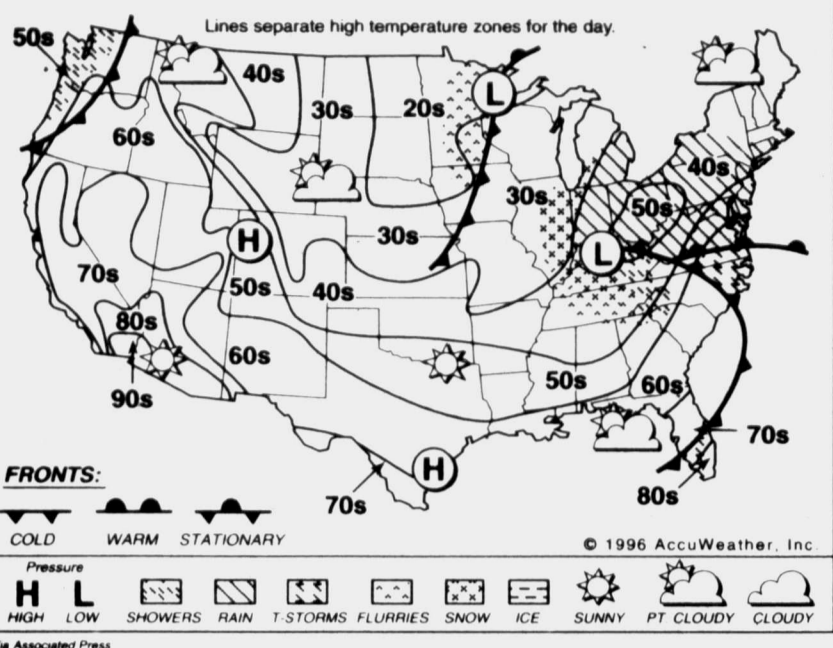 Lines separate high temperature zones for the day.
50s
40s
30s
20s
L
60s
40s
30s
50s
H
30s
L
70s
50s
40s
80s
60s
50s
60s
90s
70s
H
70s
80s
FRONTS:
COLD WARM STATIONARY
© 1996 AccuWeather, Inc.
Pressure
H L
HIGH LOW SHOWERS RAIN T-STORMS FLURRIES SNOW ICE SUNNY PT. CLOUDY CLOUDY
Associated Press